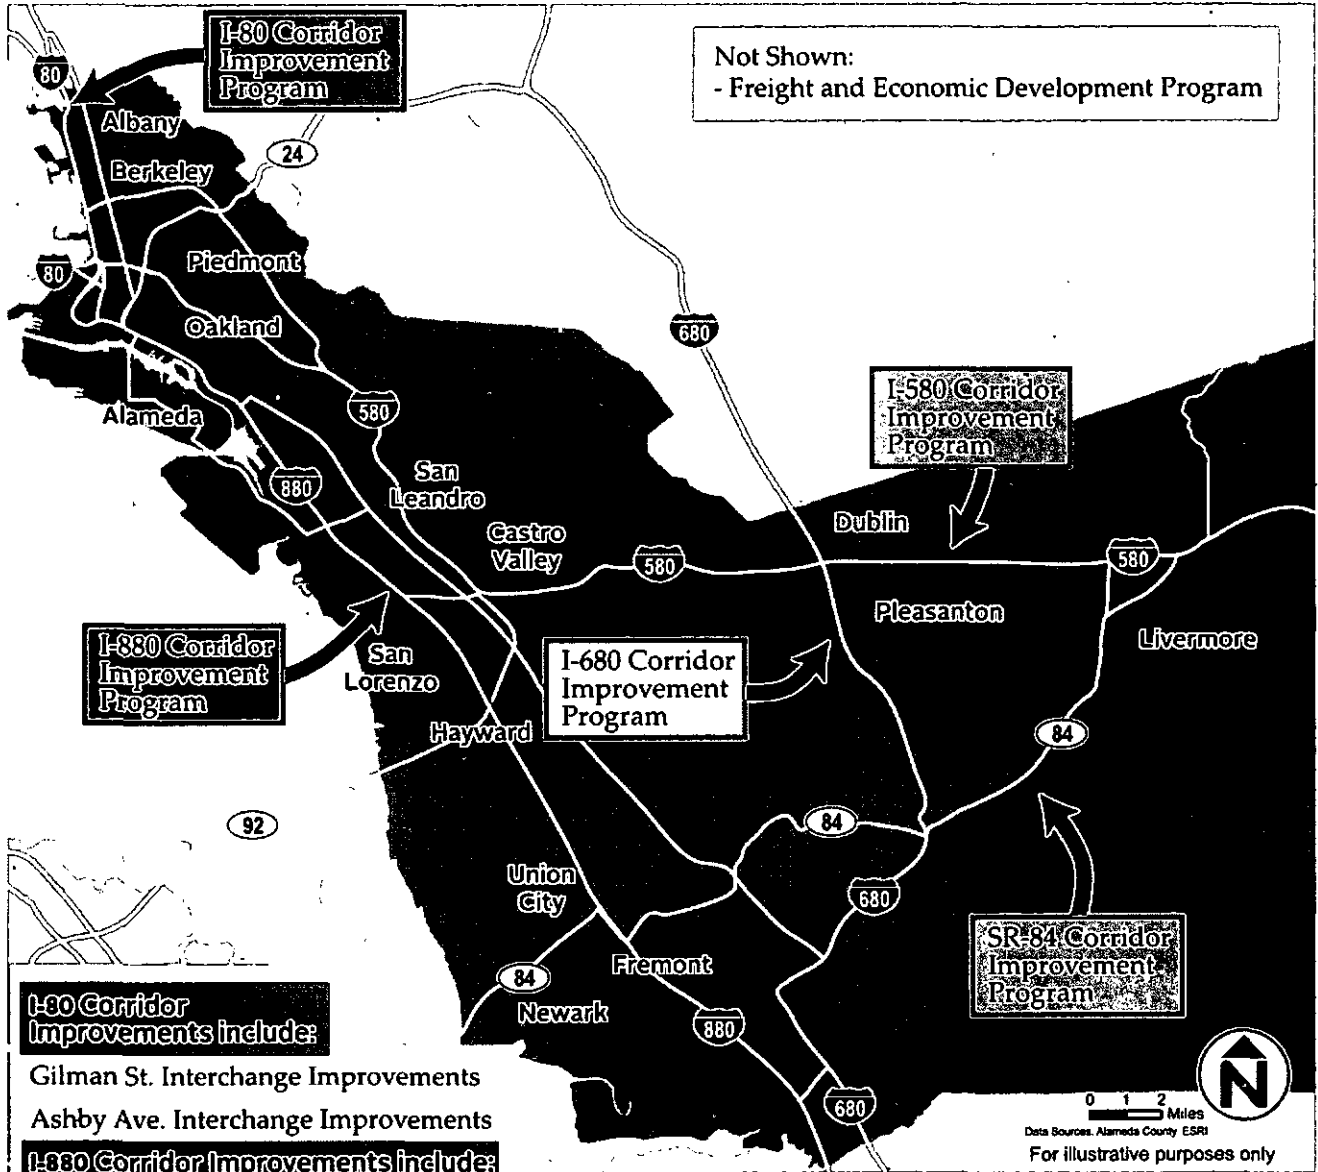 I-80 Corridor
Improvement
Program
Not Shown:
- Freight and Economic Development Program
80
Albany
24
Berkeley
80
Piedmont
Oakland
680
I-580 Corridor
Improvement
Program
Alameda
580
San
Leandro
880
Castro
Valley
580
Dublin
580
Pleasanton
Livermore
I-880 Corridor
Improvement
Program
San
Lorenzo
I-680 Corridor
Improvement
Program
Hayward
84
92
84
Union
City
680
SR-84 Corridor
Improvement
Program
Fremont
84
Newark
880
680
I-80 Corridor
Improvements include:
Gilman St. Interchange Improvements
Ashby Ave. Interchange Improvements
I-880 Corridor Improvements include:
N
0 1 2
Miles
Data Sources. Alameda County ESRI
For illustrative purposes only